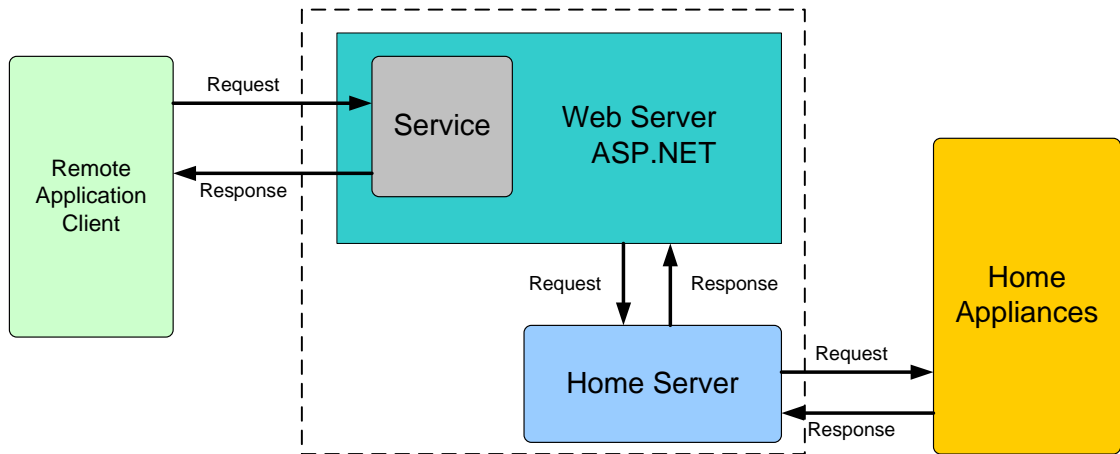 Remote
Application
Client
Request
Response
Service
Web Server
ASP.NET
Request
Response
Home Server
Request
Response
Home
Appliances